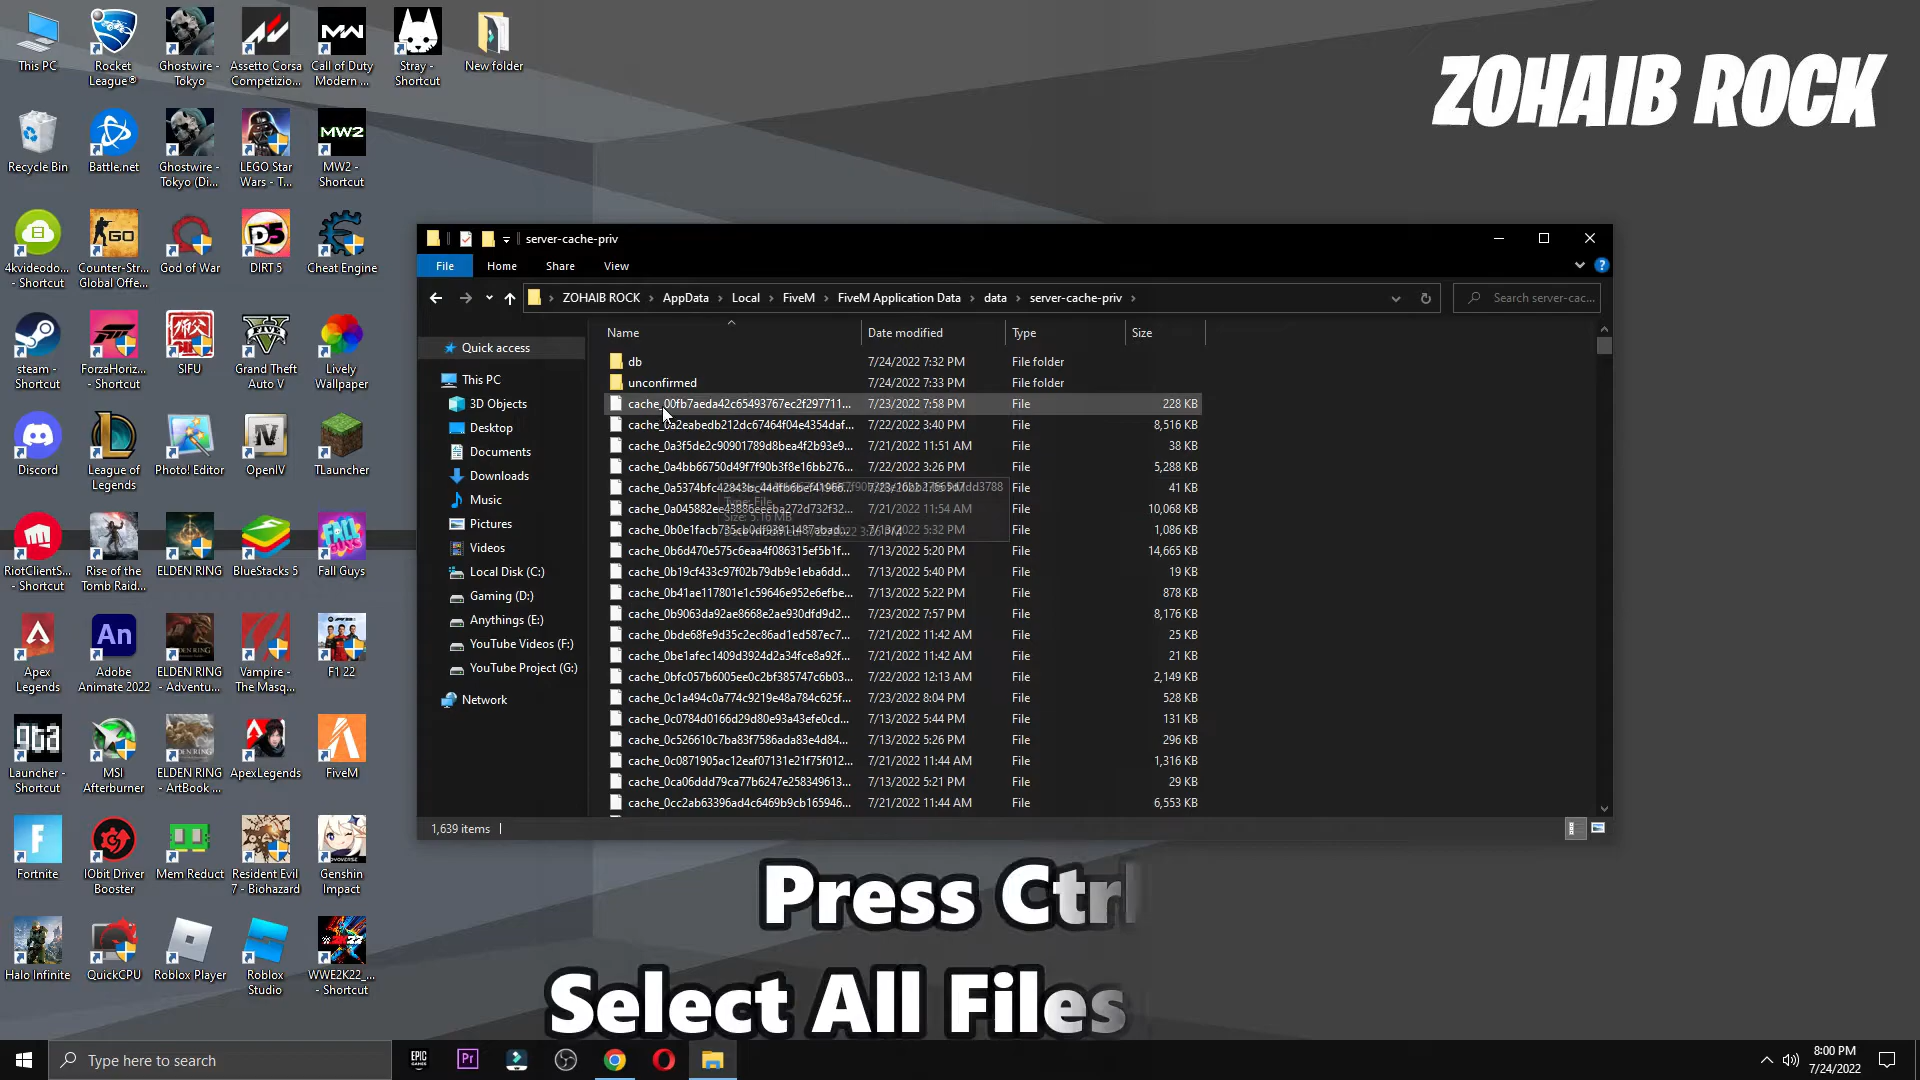 This PC
Rocket
League®
Ghostwire -
Tokyo
Assetto Corsa
Competizio...
Call of Duty
Modern ...
Stray -
Shortcut
New folder
ZOHAIB ROCK
Recycle Bin
Battle.net
Ghostwire -
Tokyo (Di...
LEGO Star
Wars - T...
MW2
MW2 -
Shortcut
4kvideodo...
- Shortcut
Counter-Str...
Global Offe...
God of War
DIRT 5
Cheat Engine
steam -
Shortcut
ForzaHoriz...
- Shortcut
SIFU
Grand Theft
Auto V
Lively
Wallpaper
Discord
League of
Legends
Photo! Editor
OpenIV
TLauncher
RiotClientS...
- Shortcut
Rise of the
Tomb Raid...
ELDEN RING
BlueStacks 5
Fall Guys
Apex
Legends
Adobe
Animate 2022
ELDEN RING
- Adventu...
Vampire -
The Masq...
F1 22
Launcher -
Shortcut
MSI
Afterburner
ELDEN RING
- ArtBook ...
ApexLegends
FiveM
Fortnite
IObit Driver
Booster
Mem Reduct
Resident Evil
7 - Biohazard
Genshin
Impact
Halo Infinite
QuickCPU
Roblox Player
Roblox
Studio
WWE2K22_...
- Shortcut
server-cache-priv
File Home Share View
ZOHAIB ROCK AppData Local FiveM FiveM Application Data data server-cache-priv
Search server-cac...
Name Date modified Type Size
Quick access
This PC
3D Objects
Desktop
Documents
Downloads
Music
Pictures
Videos
Local Disk (C:)
Gaming (D:)
Anythings (E:)
YouTube Videos (F:)
YouTube Project (G:)
Network
db 7/24/2022 7:32 PM File folder
unconfirmed 7/24/2022 7:33 PM File folder
cache_00fb7aeda42c65493767ec2f297711... 7/23/2022 7:58 PM File 228 KB
cache_0a2eabedb212dc67464f04e4354daf... 7/22/2022 3:40 PM File 8,516 KB
cache_0a3f5de2c90901789d8bea4f2b93e9... 7/21/2022 11:51 AM File 38 KB
cache_0a4bb66750d49f7f90b3f8e16bb276... 7/22/2022 3:26 PM File 5,288 KB
File 41 KB
7/21/2022 11:54 AM File 10,068 KB
5:32 PM File 1,086 KB
cache_0b6d470e575c6eaa4f086315ef5b1f... 7/13/2022 5:20 PM File 14,665 KB
cache_0b19cf433c97f02b79db9e1eba6dd... 7/13/2022 5:40 PM File 19 KB
cache_0b41ae117801e1c59646e952e6efbe... 7/13/2022 5:22 PM File 878 KB
cache_0b9063da92ae8668e2ae930dfd9d2... 7/23/2022 7:57 PM File 8,176 KB
cache_0bde68fe9d35c2ec86ad1ed587ec7... 7/21/2022 11:42 AM File 25 KB
cache_0be1afec1409d3924d2a34fce8a92f... 7/21/2022 11:42 AM File 21 KB
cache_0bfc057b6005ee0c2bf385747c6b03... 7/22/2022 12:13 AM File 2,149 KB
cache_0c1a494c0a774c9219e48a784c625f... 7/23/2022 8:04 PM File 528 KB
cache_0c0784d0166d29d80e93a43efe0cd... 7/13/2022 5:44 PM File 131 KB
cache_0c526610c7ba83f7586ada83e4d84... 7/13/2022 5:26 PM File 296 KB
cache_0c0871905ac12eaf07131e21f75f012... 7/21/2022 11:44 AM File 1,316 KB
cache_0ca06ddd79ca77b6247e258349613... 7/13/2022 5:21 PM File 29 KB
cache_0cc2ab63396ad4c6469b9cb165946... 7/21/2022 11:44 AM File 6,553 KB
1,639 items
Press Ctrl
Select All Files
Type here to search
8:00 PM
7/24/2022